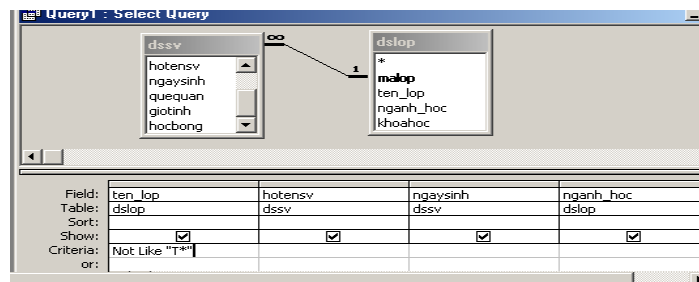 Query1 : Select Query
dssv
hotensv
ngaysinh
quequan
giotinh
hocbong
∞
1
dslop
*
malop
ten_lop
nganh_hoc
khoahoc
Field: ten_lop hotensv ngaysinh nganh_hoc
Table: dslop dssv dssv dslop
Sort:
Show:
Criteria: Not Like "T*"
or: